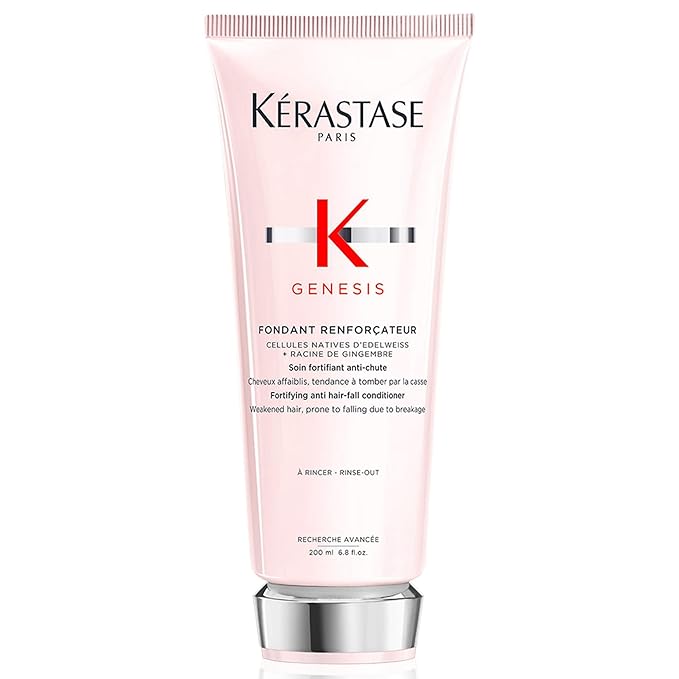 KÉRASTASE
PARIS
K
GENESIS
FONDANT RENFORÇATEUR
CELLULES NATIVES D'EDELWEISS
+ RACINE DE GINGEMBRE
Soin fortifiant anti-chute
Cheveux affaiblis, tendance à tomber par la casse
Fortifying anti hair-fall conditioner
Weakened hair, prone to falling due to breakage
À RINCER - RINSE-OUT
RECHERCHE AVANCÉE
200 ml 6.8 fl.oz.